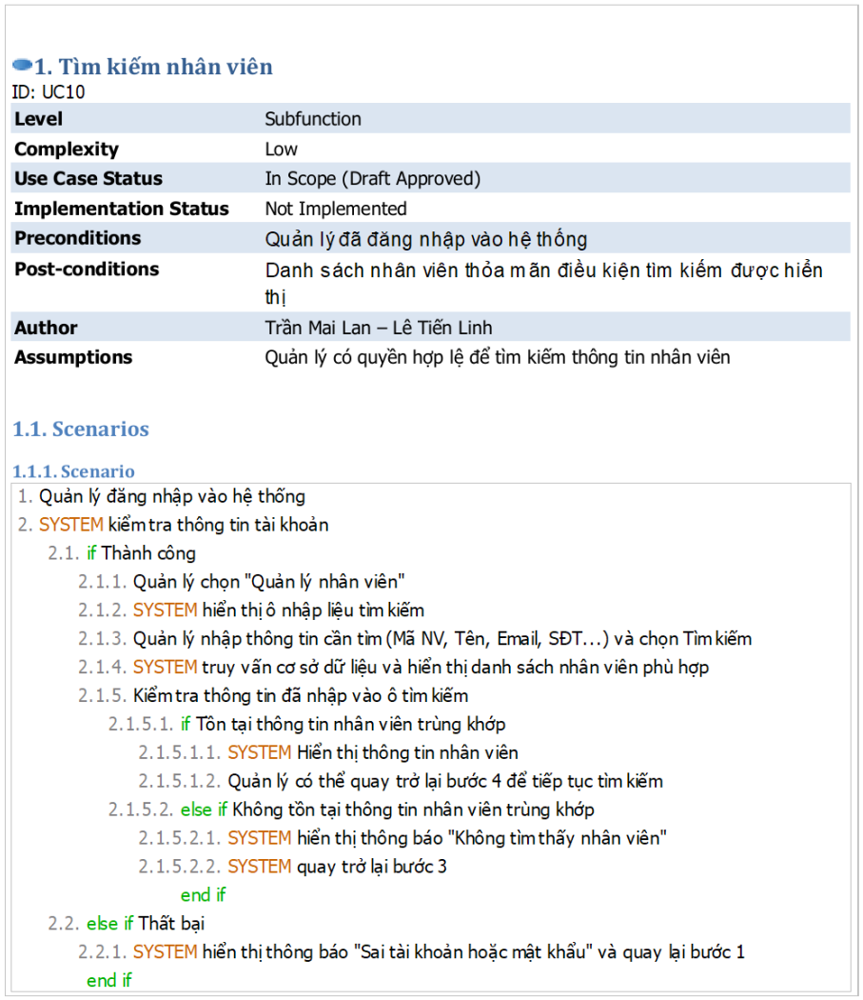 1. Tìm kiếm nhân viên
ID: UC10
Level Subfunction
Complexity Low
Use Case Status In Scope (Draft Approved)
Implementation Status Not Implemented
Preconditions Quản lý đã đăng nhập vào hệ thống
Post-conditions Danh sách nhân viên thỏa mãn điều kiện tìm kiếm được hiển
thị
Author Trần Mai Lan – Lê Tiến Linh
Assumptions Quản lý có quyền hợp lệ để tìm kiếm thông tin nhân viên
1.1. Scenarios
1.1.1. Scenario
1. Quản lý đăng nhập vào hệ thống
2. SYSTEM kiểm tra thông tin tài khoản
2.1. if Thành công
2.1.1. Quản lý chọn "Quản lý nhân viên"
2.1.2. SYSTEM hiển thị ô nhập liệu tìm kiếm
2.1.3. Quản lý nhập thông tin cần tìm (Mã NV, Tên, Email, SĐT...) và chọn Tìm kiếm
2.1.4. SYSTEM truy vấn cơ sở dữ liệu và hiển thị danh sách nhân viên phù hợp
2.1.5. Kiểm tra thông tin đã nhập vào ô tìm kiếm
2.1.5.1. if Tồn tại thông tin nhân viên trùng khớp
2.1.5.1.1. SYSTEM Hiển thị thông tin nhân viên
2.1.5.1.2. Quản lý có thể quay trở lại bước 4 để tiếp tục tìm kiếm
2.1.5.2. else if Không tồn tại thông tin nhân viên trùng khớp
2.1.5.2.1. SYSTEM hiển thị thông báo "Không tìm thấy nhân viên"
2.1.5.2.2. SYSTEM quay trở lại bước 3
end if
2.2. else if Thất bại
2.2.1. SYSTEM hiển thị thông báo "Sai tài khoản hoặc mật khẩu" và quay lại bước 1
end if